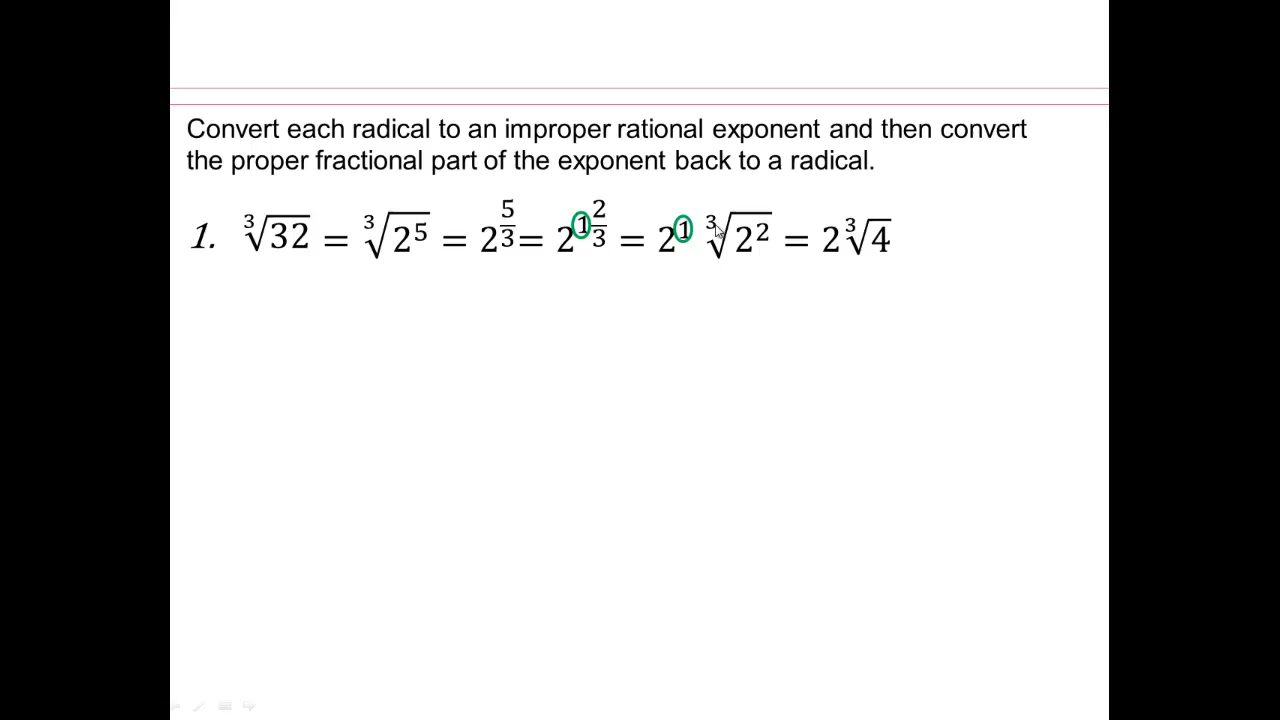 Convert each radical to an improper rational exponent and then convert
the proper fractional part of the exponent back to a radical.
1. ∛32 = ∛(2⁵) = 2^(5/3) = 2^(1 2/3) = 2¹ ∛(2²) = 2∛4